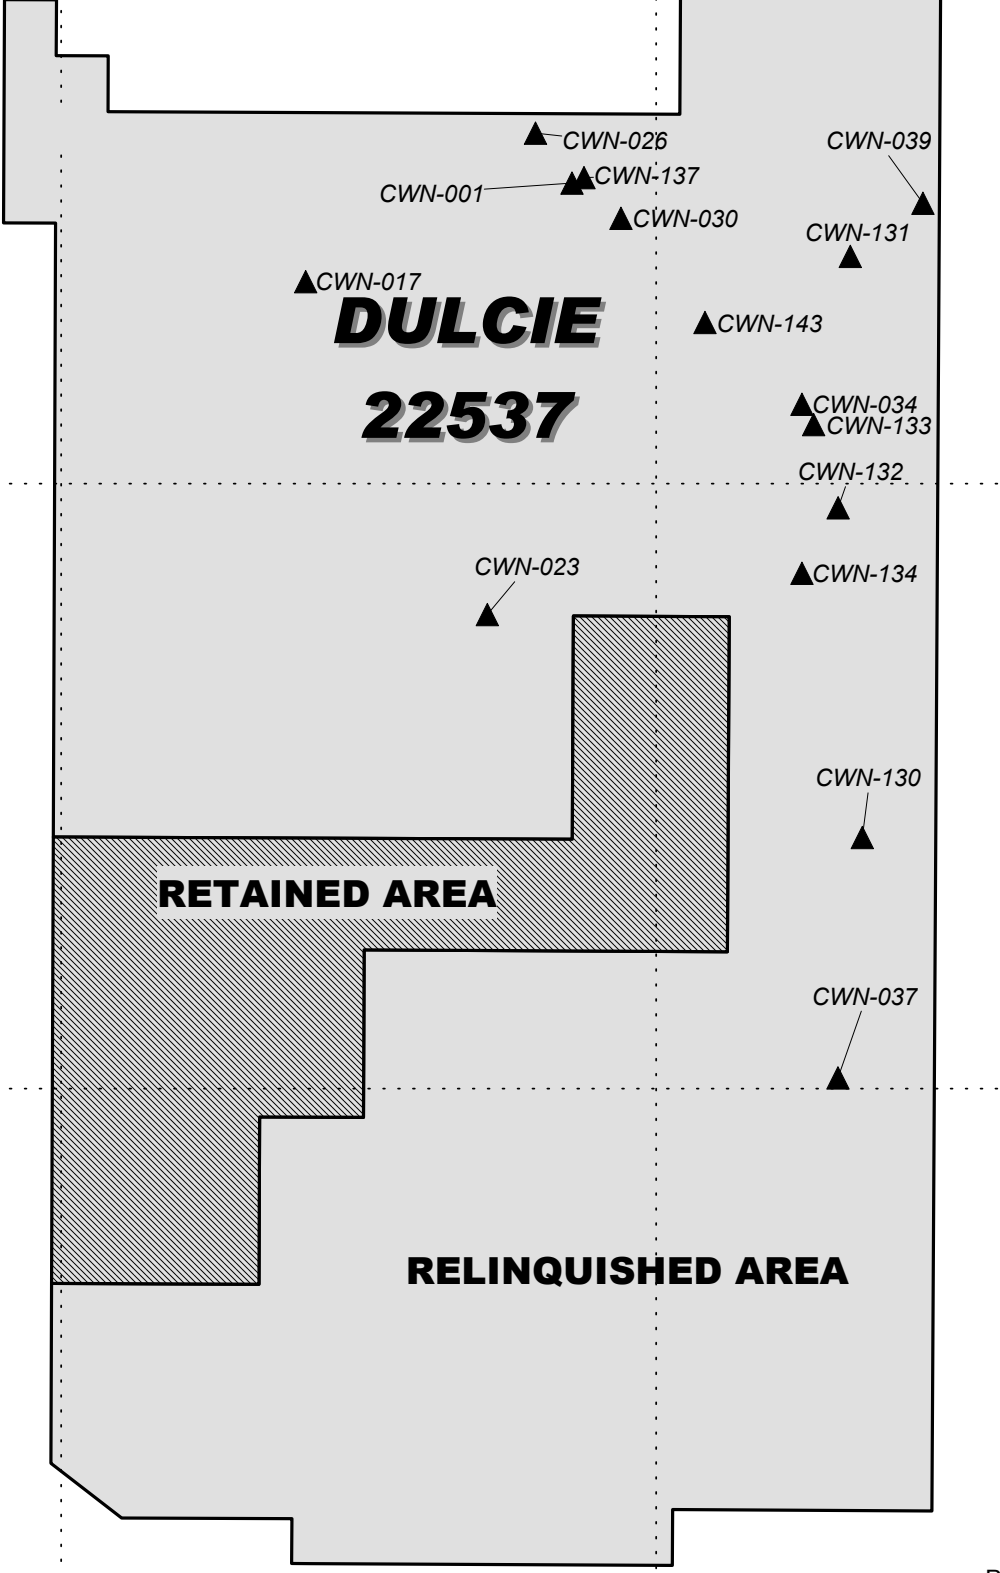 CWN-026
CWN-039
CWN-137
CWN-001
CWN-030
CWN-131
CWN-017
DULCIE
CWN-143
22537
CWN-034
CWN-133
CWN-132
CWN-023
CWN-134
CWN-130
RETAINED AREA
CWN-037
RELINQUISHED AREA